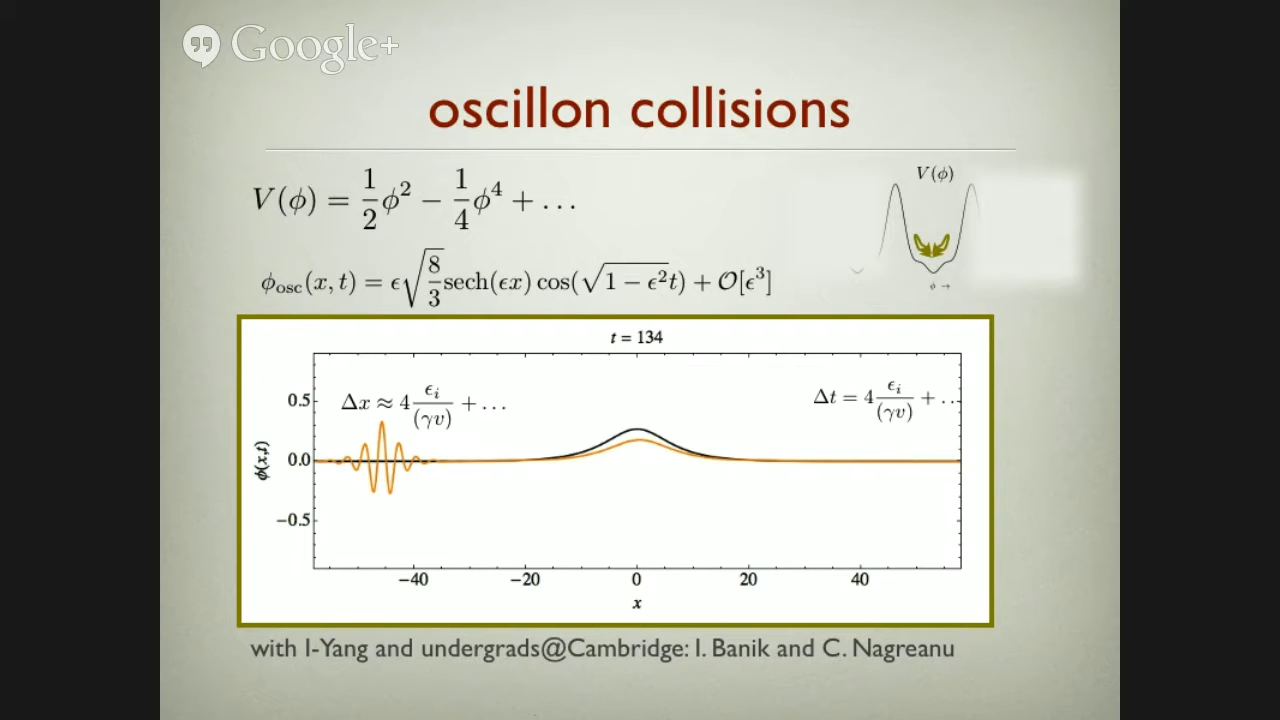 Google+
oscillon collisions
V(ϕ) = 1/2 ϕ² − 1/4 ϕ⁴ + . . .
V(ϕ)
ϕ_osc(x, t) = ϵ√(8/3) sech(ϵx) cos(√(1 − ϵ²)t) + O[ϵ³]
ϕ →
t = 134
Δx ≈ 4 ϵᵢ/(γv) + . . .
Δt = 4 ϵᵢ/(γv) + . . .
0.5
0.0
−0.5
ϕ(x,t)
−40 −20 0 20 40
x
with I-Yang and undergrads@Cambridge: I. Banik and C. Nagreanu